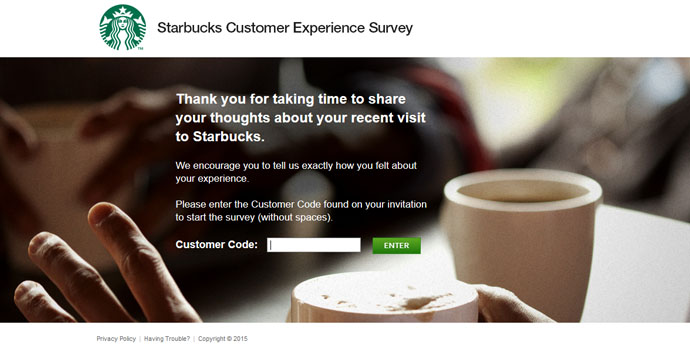 Starbucks Customer Experience Survey
Thank you for taking time to share
your thoughts about your recent visit
to Starbucks.
We encourage you to tell us exactly how you felt about
your experience.
Please enter the Customer Code found on your invitation
to start the survey (without spaces).
Customer Code: ENTER
Privacy Policy | Having Trouble? | Copyright © 2015